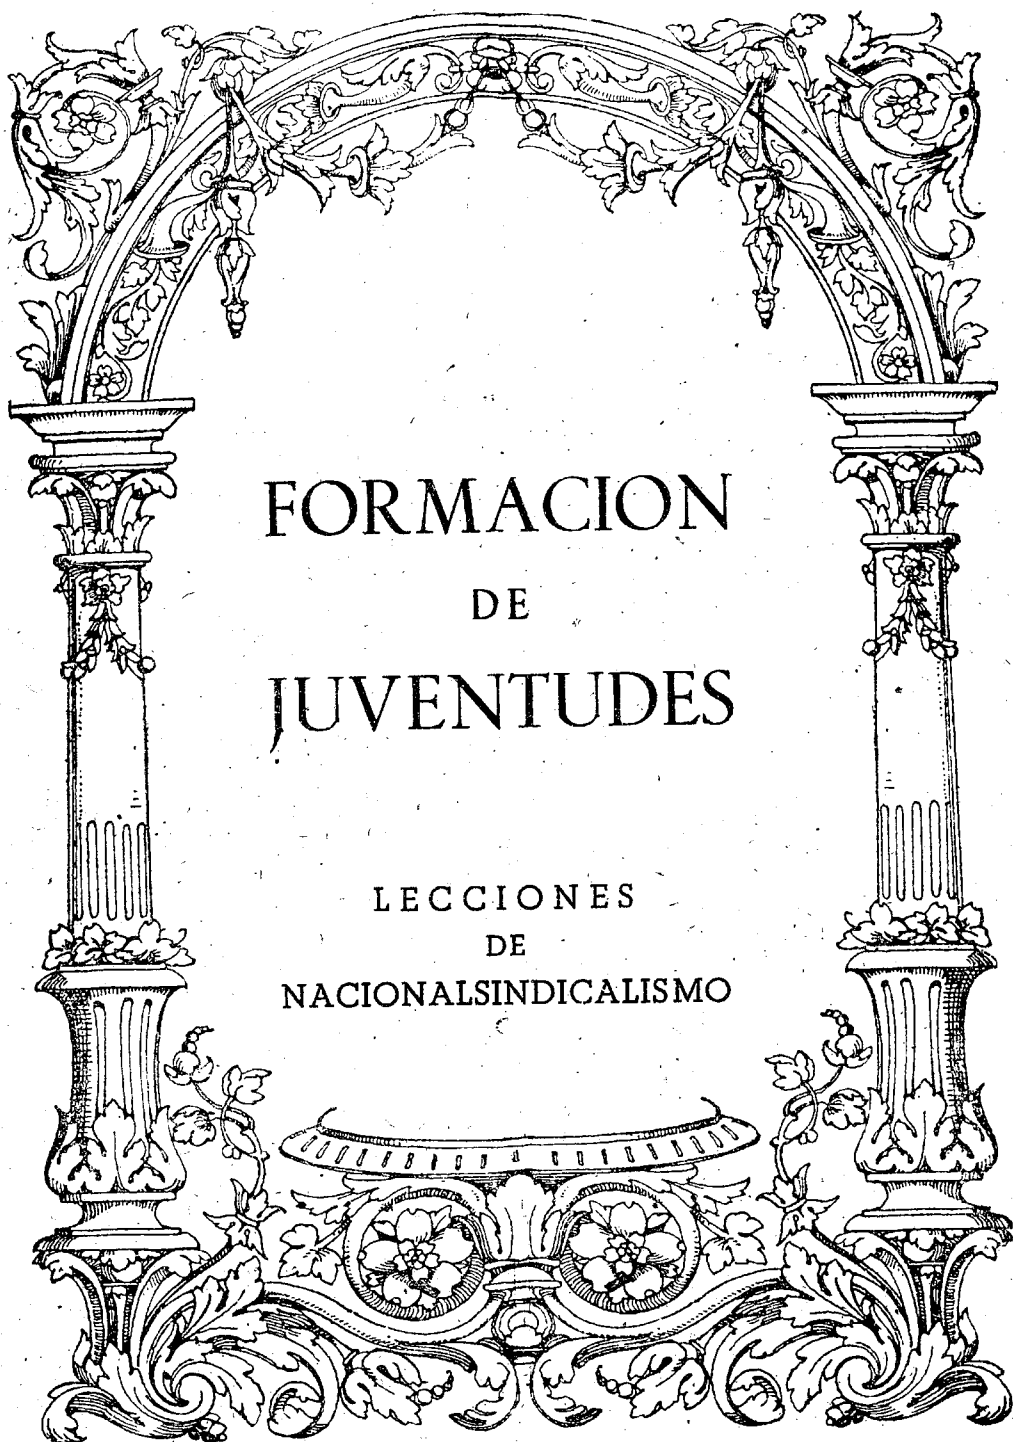 FORMACION
DE
JUVENTUDES
LECCIONES
DE
NACIONALSINDICALISMO